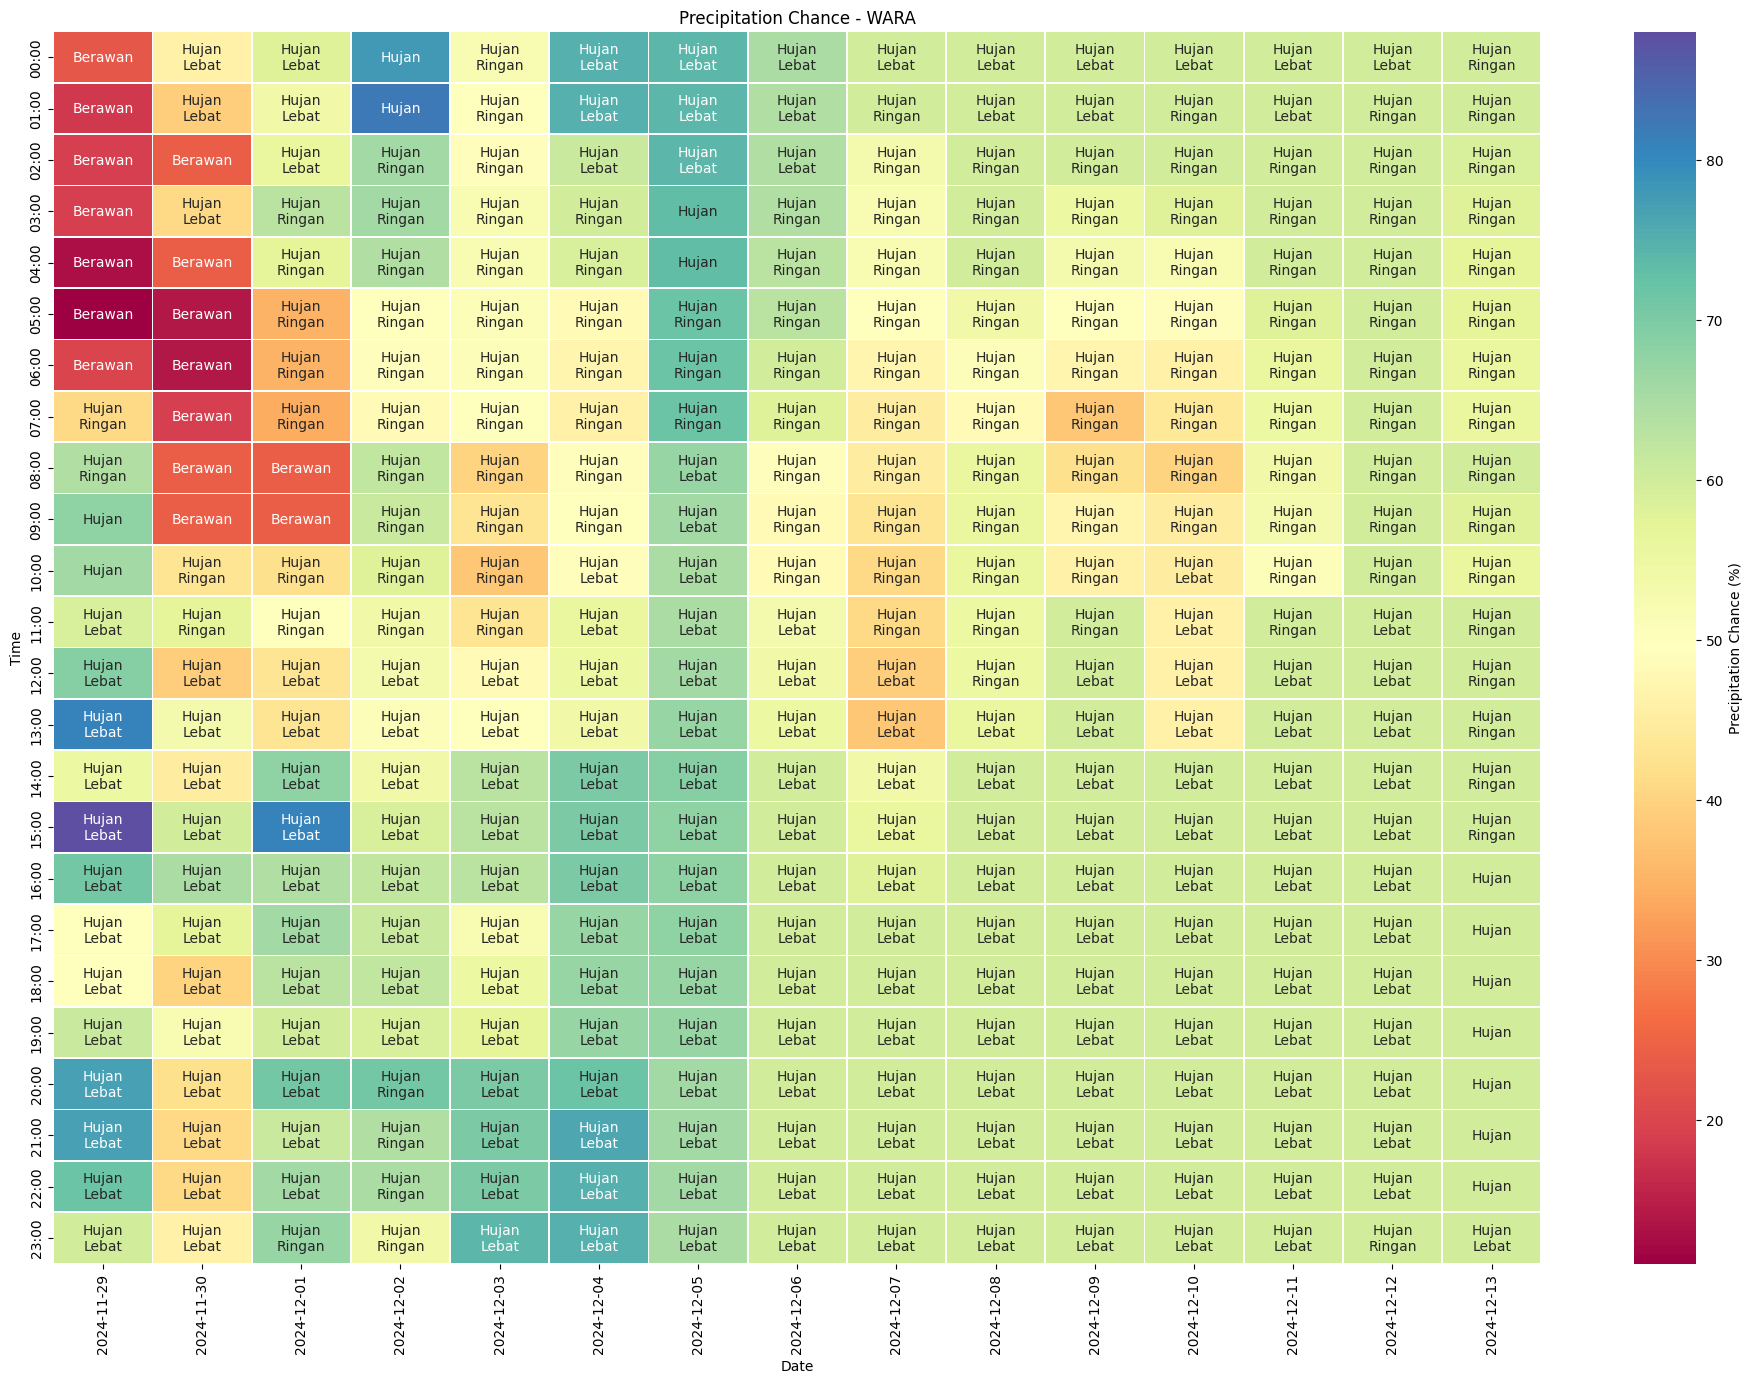 Precipitation Chance - WARA
00:00 Berawan Hujan Lebat Hujan Lebat Hujan Hujan Ringan Hujan Lebat Hujan Lebat Hujan Lebat Hujan Lebat Hujan Lebat Hujan Lebat Hujan Lebat Hujan Lebat Hujan Lebat Hujan Ringan
01:00 Berawan Hujan Lebat Hujan Lebat Hujan Hujan Ringan Hujan Lebat Hujan Lebat Hujan Lebat Hujan Ringan Hujan Lebat Hujan Lebat Hujan Ringan Hujan Lebat Hujan Ringan Hujan Ringan
02:00 Berawan Berawan Hujan Lebat Hujan Ringan Hujan Ringan Hujan Lebat Hujan Lebat Hujan Lebat Hujan Ringan Hujan Ringan Hujan Ringan Hujan Ringan Hujan Ringan Hujan Ringan Hujan Ringan
03:00 Berawan Hujan Lebat Hujan Ringan Hujan Ringan Hujan Ringan Hujan Ringan Hujan Hujan Ringan Hujan Ringan Hujan Ringan Hujan Ringan Hujan Ringan Hujan Ringan Hujan Ringan Hujan Ringan
04:00 Berawan Berawan Hujan Ringan Hujan Ringan Hujan Ringan Hujan Ringan Hujan Hujan Ringan Hujan Ringan Hujan Ringan Hujan Ringan Hujan Ringan Hujan Ringan Hujan Ringan Hujan Ringan
05:00 Berawan Berawan Hujan Ringan Hujan Ringan Hujan Ringan Hujan Ringan Hujan Ringan Hujan Ringan Hujan Ringan Hujan Ringan Hujan Ringan Hujan Ringan Hujan Ringan Hujan Ringan Hujan Ringan
06:00 Berawan Berawan Hujan Ringan Hujan Ringan Hujan Ringan Hujan Ringan Hujan Ringan Hujan Ringan Hujan Ringan Hujan Ringan Hujan Ringan Hujan Ringan Hujan Ringan Hujan Ringan Hujan Ringan
07:00 Hujan Ringan Berawan Hujan Ringan Hujan Ringan Hujan Ringan Hujan Ringan Hujan Ringan Hujan Ringan Hujan Ringan Hujan Ringan Hujan Ringan Hujan Ringan Hujan Ringan Hujan Ringan Hujan Ringan
08:00 Hujan Ringan Berawan Berawan Hujan Ringan Hujan Ringan Hujan Ringan Hujan Lebat Hujan Ringan Hujan Ringan Hujan Ringan Hujan Ringan Hujan Ringan Hujan Ringan Hujan Ringan Hujan Ringan
09:00 Hujan Berawan Berawan Hujan Ringan Hujan Ringan Hujan Ringan Hujan Lebat Hujan Ringan Hujan Ringan Hujan Ringan Hujan Ringan Hujan Ringan Hujan Ringan Hujan Ringan Hujan Ringan
10:00 Hujan Hujan Ringan Hujan Ringan Hujan Ringan Hujan Ringan Hujan Lebat Hujan Lebat Hujan Ringan Hujan Ringan Hujan Ringan Hujan Ringan Hujan Lebat Hujan Ringan Hujan Ringan Hujan Ringan
11:00 Hujan Lebat Hujan Ringan Hujan Ringan Hujan Ringan Hujan Ringan Hujan Lebat Hujan Lebat Hujan Lebat Hujan Ringan Hujan Ringan Hujan Ringan Hujan Lebat Hujan Ringan Hujan Lebat Hujan Ringan
12:00 Hujan Lebat Hujan Lebat Hujan Lebat Hujan Lebat Hujan Lebat Hujan Lebat Hujan Lebat Hujan Lebat Hujan Lebat Hujan Ringan Hujan Lebat Hujan Lebat Hujan Lebat Hujan Lebat Hujan Ringan
13:00 Hujan Lebat Hujan Lebat Hujan Lebat Hujan Lebat Hujan Lebat Hujan Lebat Hujan Lebat Hujan Lebat Hujan Lebat Hujan Lebat Hujan Lebat Hujan Lebat Hujan Lebat Hujan Lebat Hujan Ringan
14:00 Hujan Lebat Hujan Lebat Hujan Lebat Hujan Lebat Hujan Lebat Hujan Lebat Hujan Lebat Hujan Lebat Hujan Lebat Hujan Lebat Hujan Lebat Hujan Lebat Hujan Lebat Hujan Lebat Hujan Ringan
15:00 Hujan Lebat Hujan Lebat Hujan Lebat Hujan Lebat Hujan Lebat Hujan Lebat Hujan Lebat Hujan Lebat Hujan Lebat Hujan Lebat Hujan Lebat Hujan Lebat Hujan Lebat Hujan Lebat Hujan Ringan
16:00 Hujan Lebat Hujan Lebat Hujan Lebat Hujan Lebat Hujan Lebat Hujan Lebat Hujan Lebat Hujan Lebat Hujan Lebat Hujan Lebat Hujan Lebat Hujan Lebat Hujan Lebat Hujan Lebat Hujan
17:00 Hujan Lebat Hujan Lebat Hujan Lebat Hujan Lebat Hujan Lebat Hujan Lebat Hujan Lebat Hujan Lebat Hujan Lebat Hujan Lebat Hujan Lebat Hujan Lebat Hujan Lebat Hujan Lebat Hujan
18:00 Hujan Lebat Hujan Lebat Hujan Lebat Hujan Lebat Hujan Lebat Hujan Lebat Hujan Lebat Hujan Lebat Hujan Lebat Hujan Lebat Hujan Lebat Hujan Lebat Hujan Lebat Hujan Lebat Hujan
19:00 Hujan Lebat Hujan Lebat Hujan Lebat Hujan Lebat Hujan Lebat Hujan Lebat Hujan Lebat Hujan Lebat Hujan Lebat Hujan Lebat Hujan Lebat Hujan Lebat Hujan Lebat Hujan Lebat Hujan
20:00 Hujan Lebat Hujan Lebat Hujan Lebat Hujan Ringan Hujan Lebat Hujan Lebat Hujan Lebat Hujan Lebat Hujan Lebat Hujan Lebat Hujan Lebat Hujan Lebat Hujan Lebat Hujan Lebat Hujan
21:00 Hujan Lebat Hujan Lebat Hujan Lebat Hujan Ringan Hujan Lebat Hujan Lebat Hujan Lebat Hujan Lebat Hujan Lebat Hujan Lebat Hujan Lebat Hujan Lebat Hujan Lebat Hujan Lebat Hujan
22:00 Hujan Lebat Hujan Lebat Hujan Lebat Hujan Ringan Hujan Lebat Hujan Lebat Hujan Lebat Hujan Lebat Hujan Lebat Hujan Lebat Hujan Lebat Hujan Lebat Hujan Lebat Hujan Lebat Hujan
23:00 Hujan Lebat Hujan Lebat Hujan Ringan Hujan Ringan Hujan Lebat Hujan Lebat Hujan Lebat Hujan Lebat Hujan Lebat Hujan Lebat Hujan Lebat Hujan Lebat Hujan Lebat Hujan Ringan Hujan Lebat
Time
2024-11-29 2024-11-30 2024-12-01 2024-12-02 2024-12-03 2024-12-04 2024-12-05 2024-12-06 2024-12-07 2024-12-08 2024-12-09 2024-12-10 2024-12-11 2024-12-12 2024-12-13
Date
80
70
60
50
40
30
20
Precipitation Chance (%)